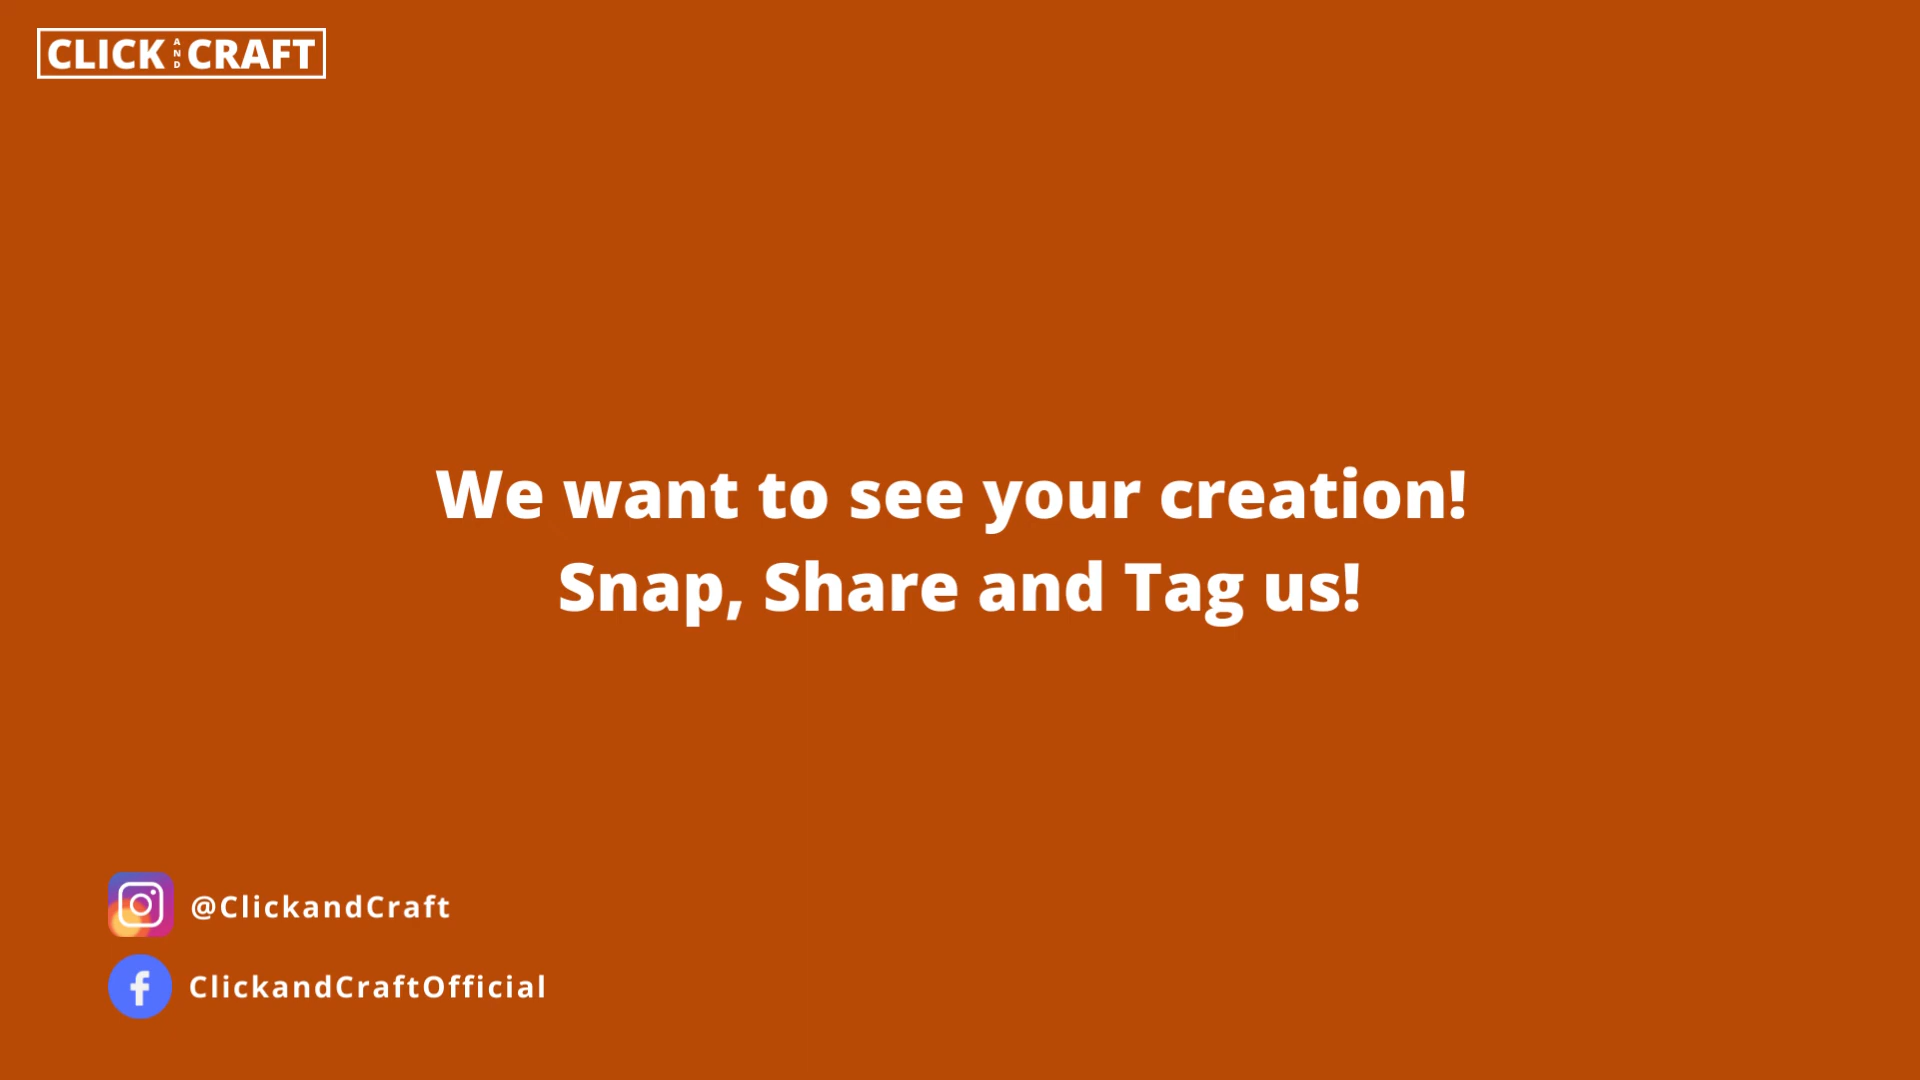 CLICK AND CRAFT
We want to see your creation!
Snap, Share and Tag us!
@ClickandCraft
ClickandCraftOfficial